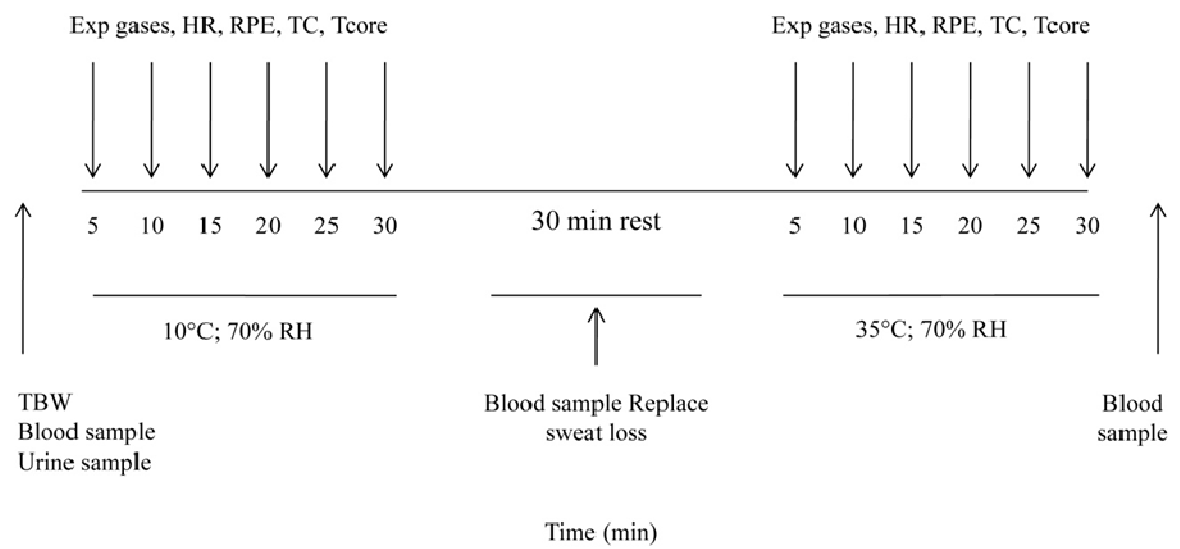 Exp gases, HR, RPE, TC, Tcore
Exp gases, HR, RPE, TC, Tcore
5 10 15 20 25 30
30 min rest
5 10 15 20 25 30
10°C; 70% RH
35°C; 70% RH
TBW
Blood sample
Urine sample
Blood sample Replace
sweat loss
Blood
sample
Time (min)